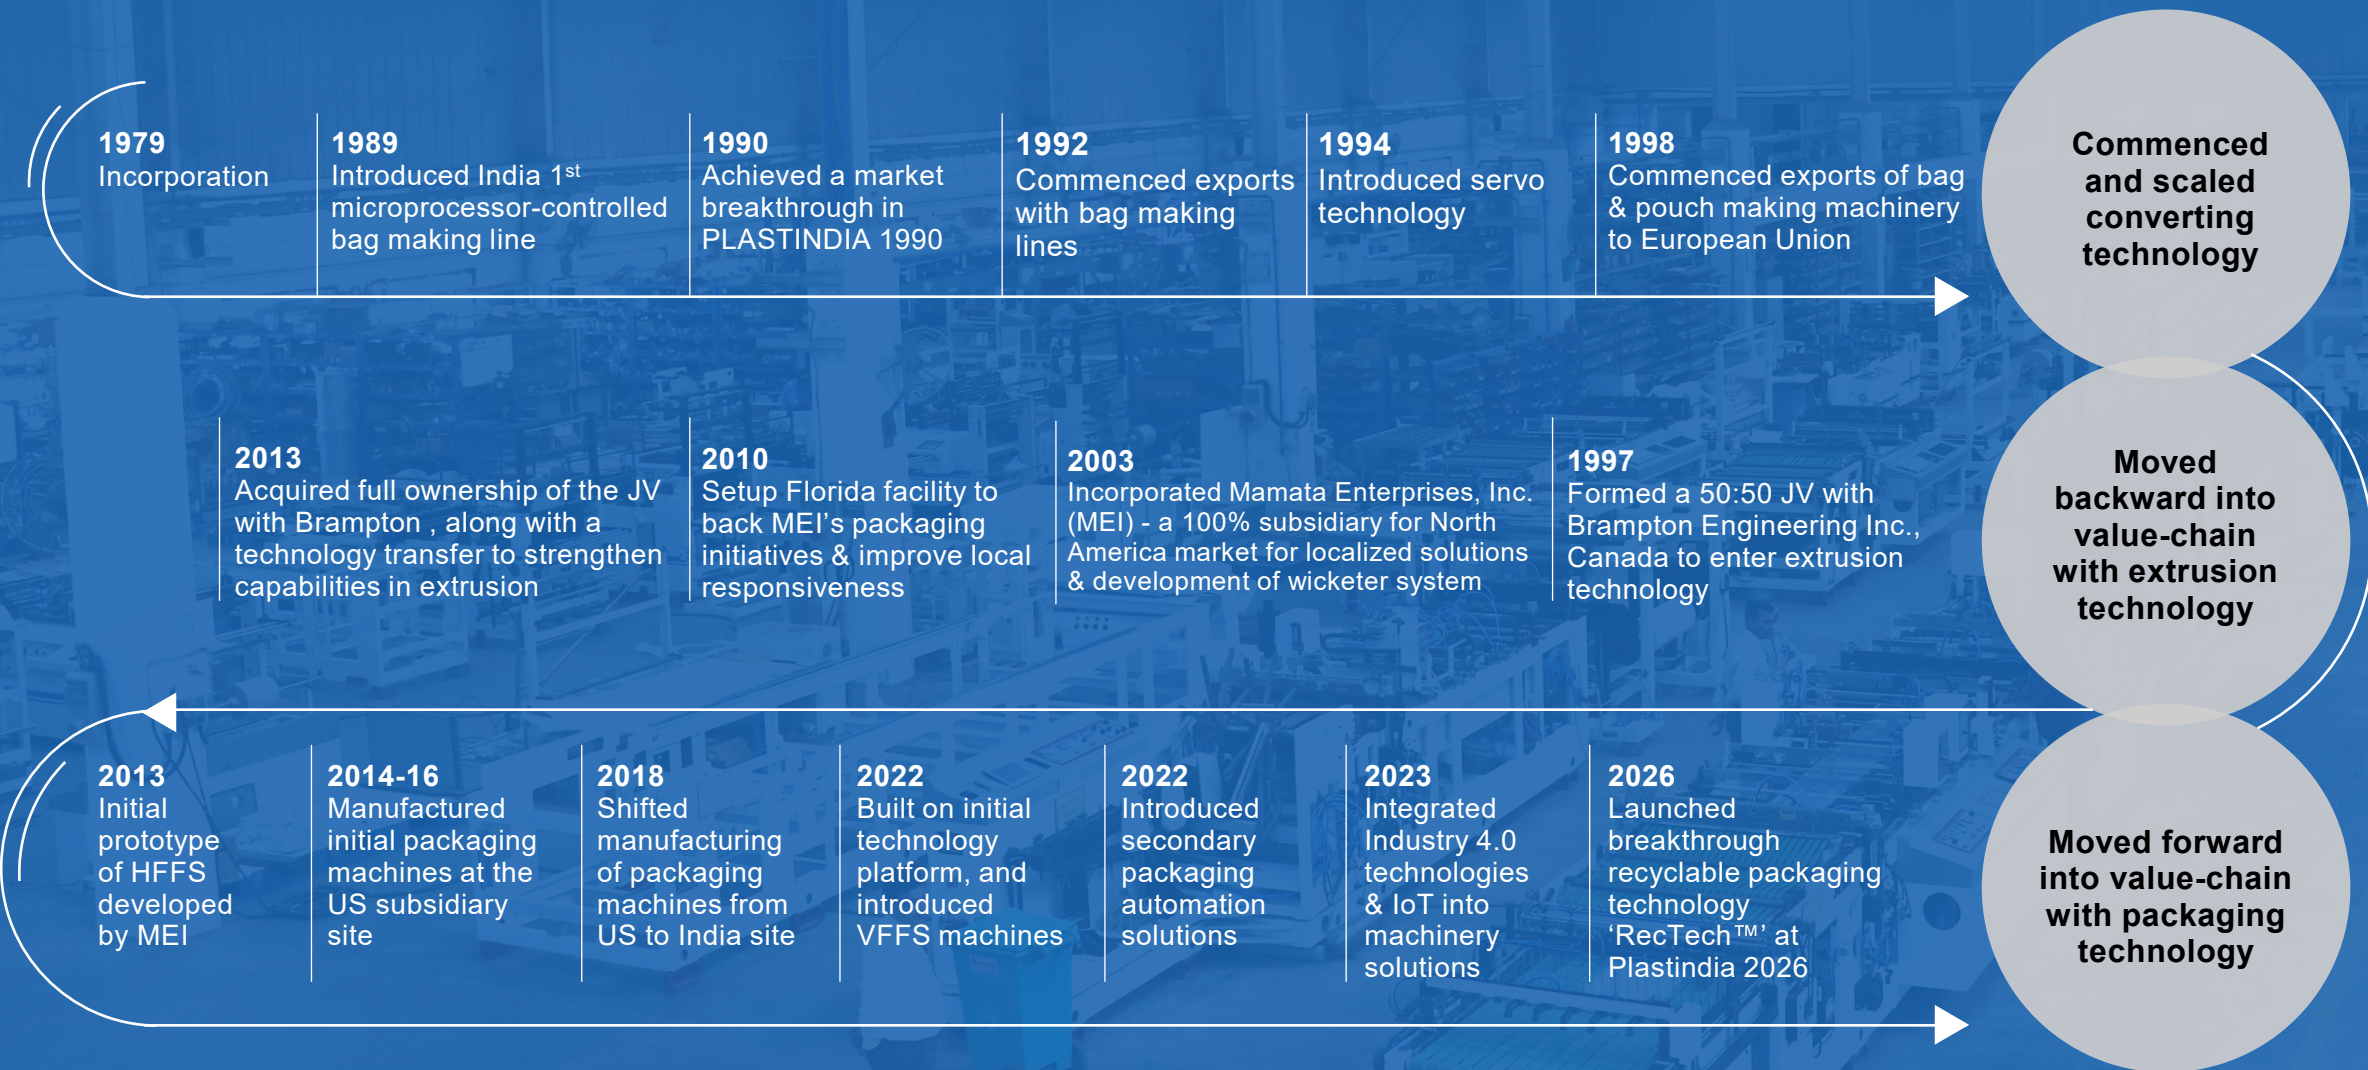 1979
Incorporation
1989
Introduced India 1st
microprocessor-controlled
bag making line
1990
Achieved a market
breakthrough in
PLASTINDIA 1990
1992
Commenced exports
with bag making
lines
1994
Introduced servo
technology
1998
Commenced exports of bag
& pouch making machinery
to European Union
Commenced
and scaled
converting
technology
2013
Acquired full ownership of the JV
with Brampton , along with a
technology transfer to strengthen
capabilities in extrusion
2010
Setup Florida facility to
back MEI’s packaging
initiatives & improve local
responsiveness
2003
Incorporated Mamata Enterprises, Inc.
(MEI) - a 100% subsidiary for North
America market for localized solutions
& development of wicketer system
1997
Formed a 50:50 JV with
Brampton Engineering Inc.,
Canada to enter extrusion
technology
Moved
backward into
value-chain
with extrusion
technology
2013
Initial
prototype
of HFFS
developed
by MEI
2014-16
Manufactured
initial packaging
machines at the
US subsidiary
site
2018
Shifted
manufacturing
of packaging
machines from
US to India site
2022
Built on initial
technology
platform, and
introduced
VFFS machines
2022
Introduced
secondary
packaging
automation
solutions
2023
Integrated
Industry 4.0
technologies
& IoT into
machinery
solutions
2026
Launched
breakthrough
recyclable packaging
technology
‘RecTech™’ at
Plastindia 2026
Moved forward
into value-chain
with packaging
technology